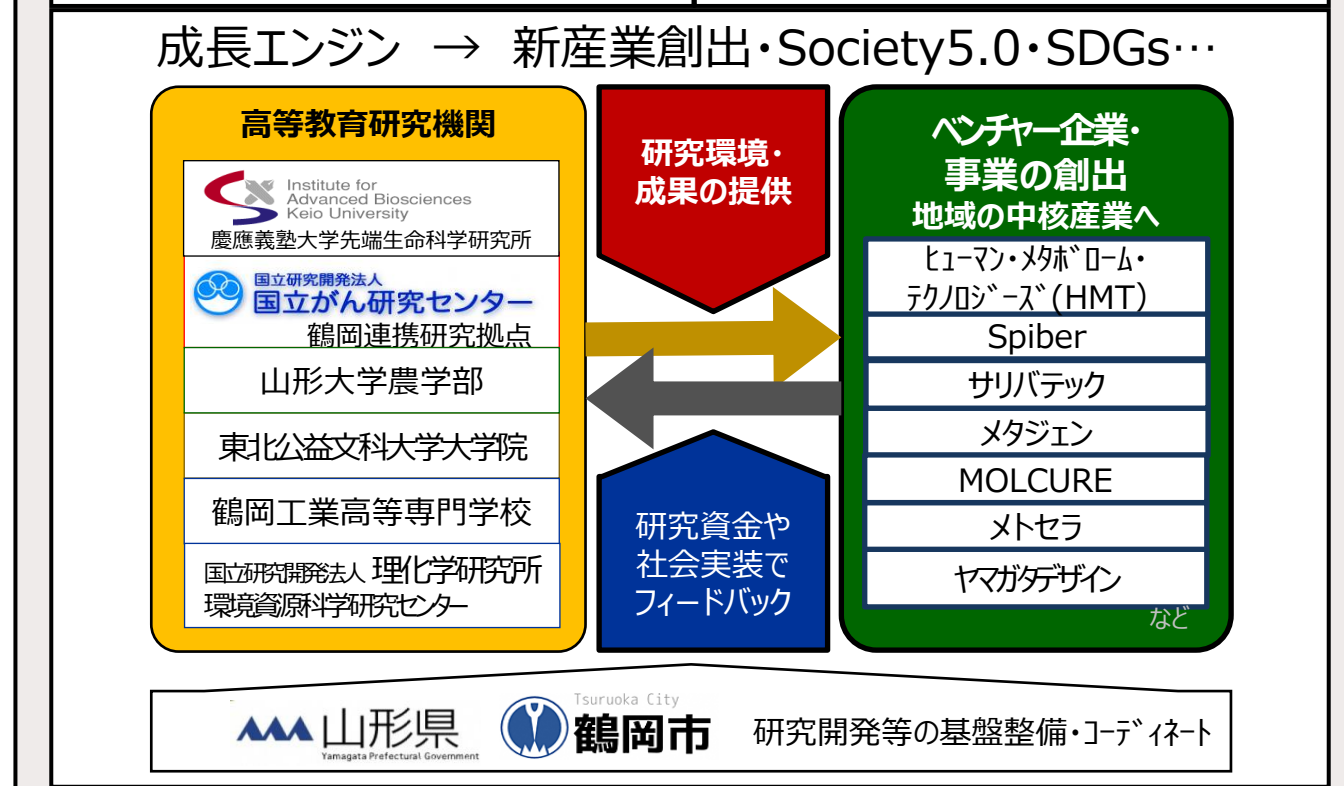 成長エンジン → 新産業創出・Society5.0・SDGs…
高等教育研究機関
Institute for
Advanced Biosciences
Keio University
慶應義塾大学先端生命科学研究所
国立研究開発法人
国立がん研究センター
鶴岡連携研究拠点
山形大学農学部
東北公益文科大学大学院
鶴岡工業高等専門学校
国立研究開発法人 理化学研究所
環境資源科学研究センター
研究環境・
成果の提供
研究資金や
社会実装で
フィードバック
ベンチャー企業・
事業の創出
地域の中核産業へ
ﾋｭｰﾏﾝ・ﾒﾀﾎﾞﾛｰﾑ・
ﾃｸﾉﾛｼﾞｰｽﾞ(HMT)
Spiber
サリバテック
メタジェン
MOLCURE
メトセラ
ヤマガタデザイン
など
山形県
Yamagata Prefectural Government
Tsuruoka City
鶴岡市
研究開発等の基盤整備・ｺｰﾃﾞｨﾈｰﾄ